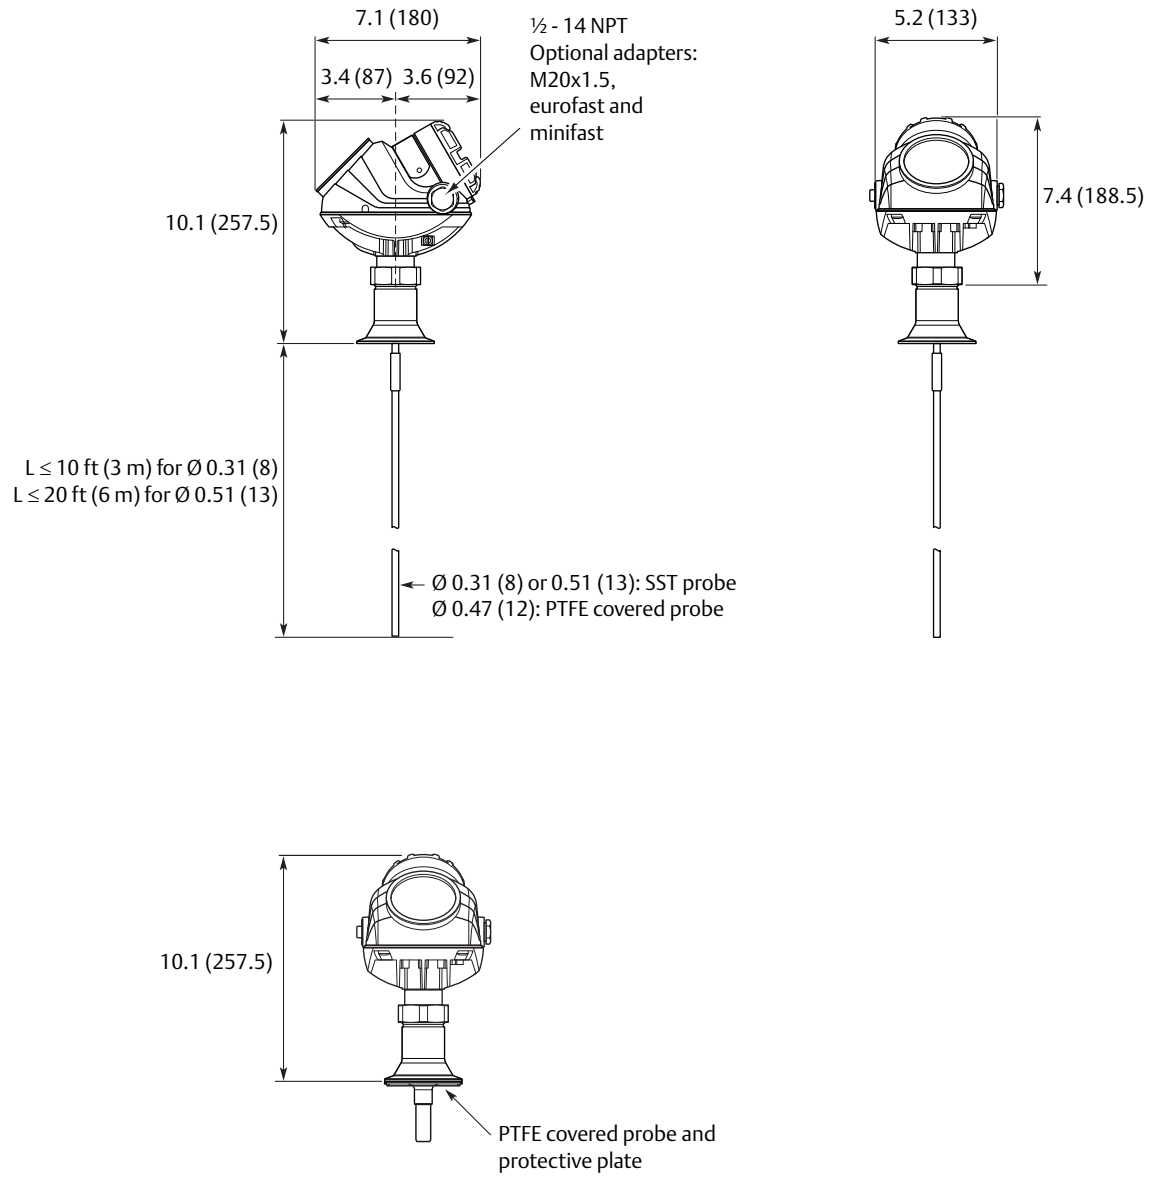 7.1 (180)
3.4 (87)
3.6 (92)
½ - 14 NPT
Optional adapters:
M20x1.5,
eurofast and
minifast
5.2 (133)
10.1 (257.5)
7.4 (188.5)
L ≤ 10 ft (3 m) for Ø 0.31 (8)
L ≤ 20 ft (6 m) for Ø 0.51 (13)
Ø 0.31 (8) or 0.51 (13): SST probe
Ø 0.47 (12): PTFE covered probe
10.1 (257.5)
PTFE covered probe and
protective plate